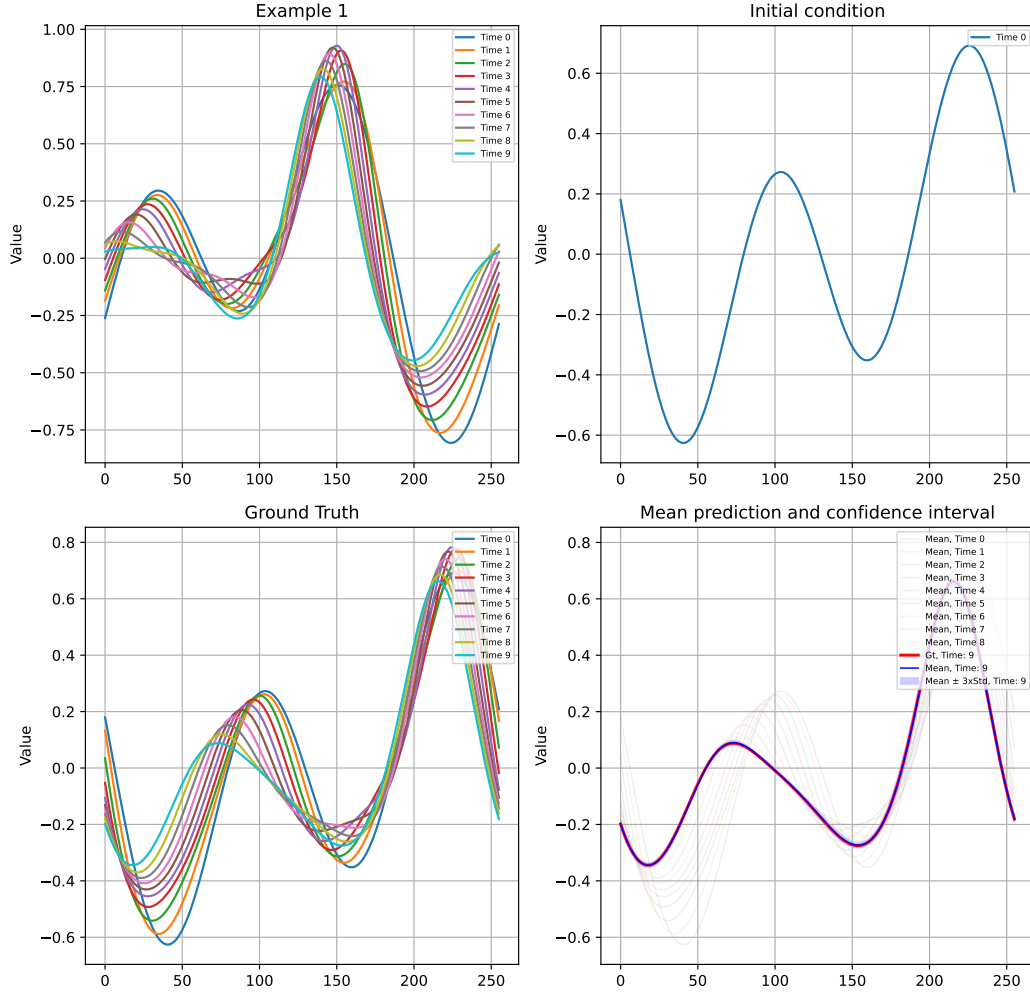 Example 1
1.00
0.75
0.50
0.25
0.00
−0.25
−0.50
−0.75
Value
0 50 100 150 200 250
Time 0
Time 1
Time 2
Time 3
Time 4
Time 5
Time 6
Time 7
Time 8
Time 9
Initial condition
0.6
0.4
0.2
0.0
−0.2
−0.4
−0.6
Value
0 50 100 150 200 250
Time 0
Ground Truth
0.8
0.6
0.4
0.2
0.0
−0.2
−0.4
−0.6
Value
0 50 100 150 200 250
Time 0
Time 1
Time 2
Time 3
Time 4
Time 5
Time 6
Time 7
Time 8
Time 9
Mean prediction and confidence interval
0.8
0.6
0.4
0.2
0.0
−0.2
−0.4
−0.6
Value
0 50 100 150 200 250
Mean, Time 0
Mean, Time 1
Mean, Time 2
Mean, Time 3
Mean, Time 4
Mean, Time 5
Mean, Time 6
Mean, Time 7
Mean, Time 8
Gt, Time: 9
Mean, Time: 9
Mean ± 3xStd, Time: 9